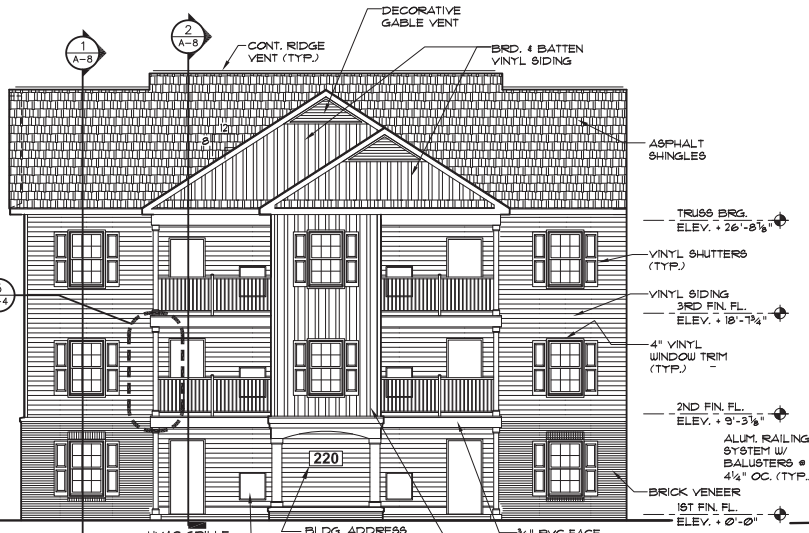 DECORATIVE
GABLE VENT
1
A-8
2
A-8
CONT. RIDGE
VENT (TYP.)
BRD. & BATTEN
VINYL SIDING
12
8
ASPHALT
SHINGLES
TRUSS BRG.
ELEV. + 26'-8⅞"
VINYL SHUTTERS
(TYP.)
VINYL SIDING
3RD FIN. FL.
ELEV. + 18'-7¾"
4" VINYL
WINDOW TRIM
(TYP.)
2ND FIN. FL.
ELEV. + 9'-3⅞"
ALUM. RAILING
SYSTEM W/
BALUSTERS @
4¼" OC. (TYP.
BRICK VENEER
1ST FIN. FL.
ELEV. + 0'-0"
220
BLDG. ADDRESS